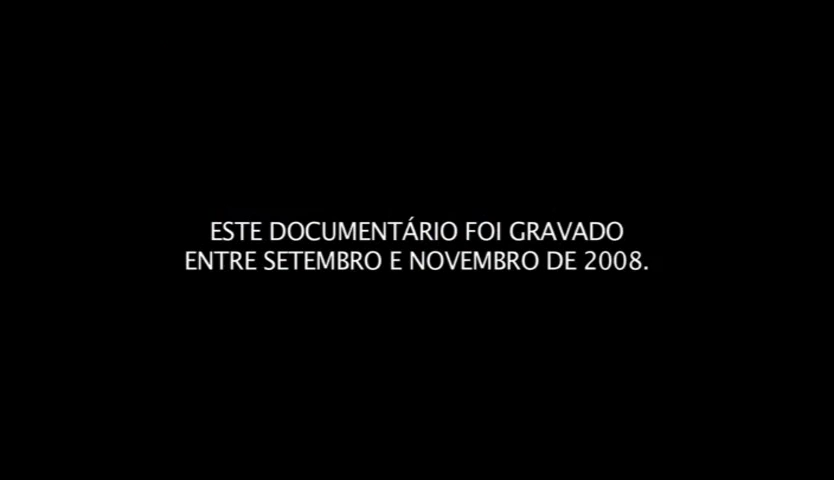 ESTE DOCUMENTÁRIO FOI GRAVADO
ENTRE SETEMBRO E NOVEMBRO DE 2008.